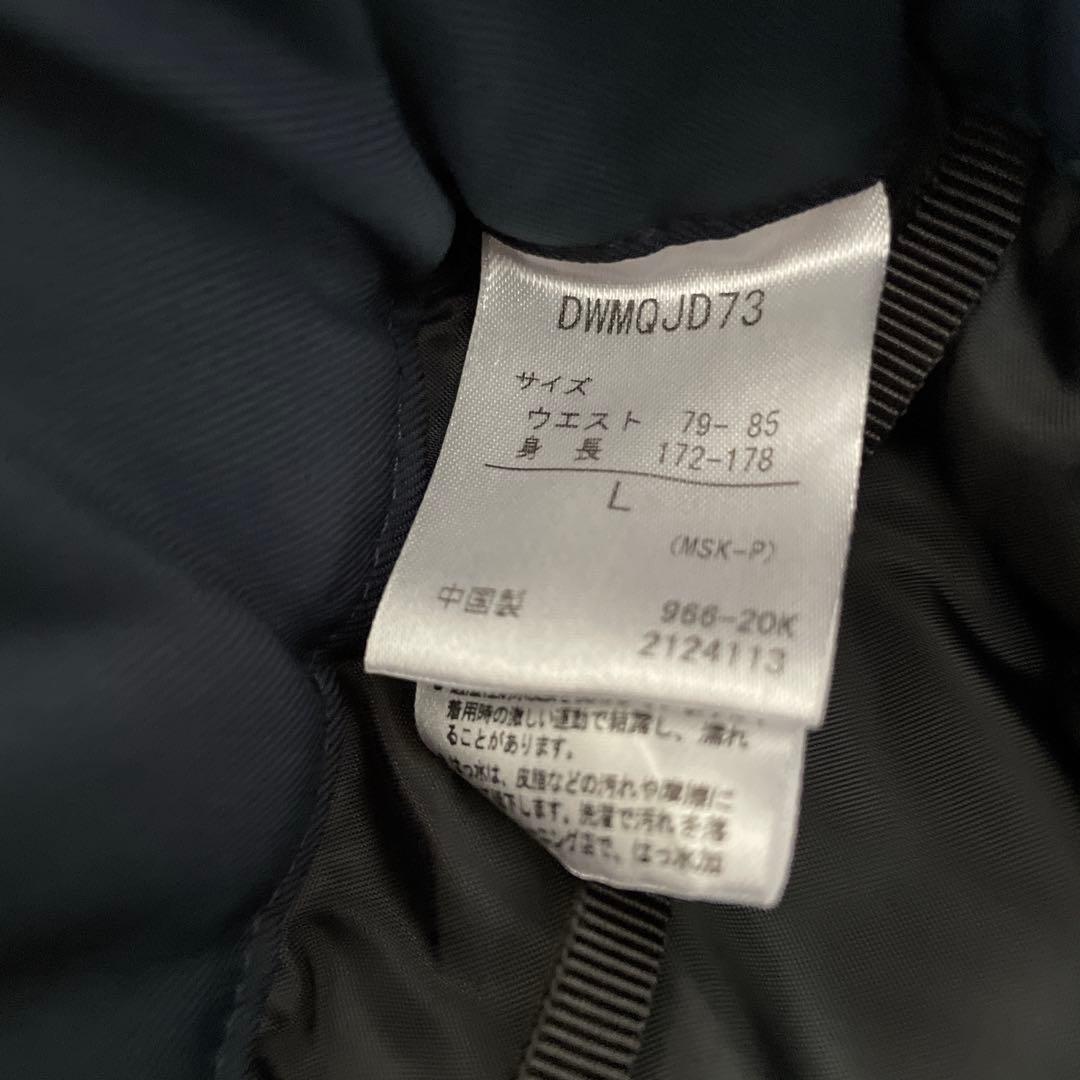 DWMQJD73
サイズ
ウエスト 79- 85
身 長 172-178
L
(MSK-P)
中国製 966-20K
2124113
着用時の激しい運動で結露し、濡れ
ることがあります。
はっ水は、皮脂などの汚れや摩擦に
下します。洗濯で汚れを落
ニング店で、はっ水加